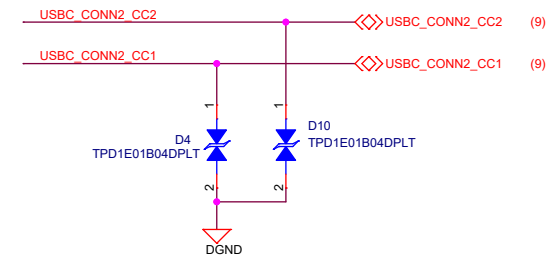 USBC_CONN2_CC2 USBC_CONN2_CC2 (9)
USBC_CONN2_CC1 USBC_CONN2_CC1 (9)
1 1
D4 D10
TPD1E01B04DPLT TPD1E01B04DPLT
2 2
DGND